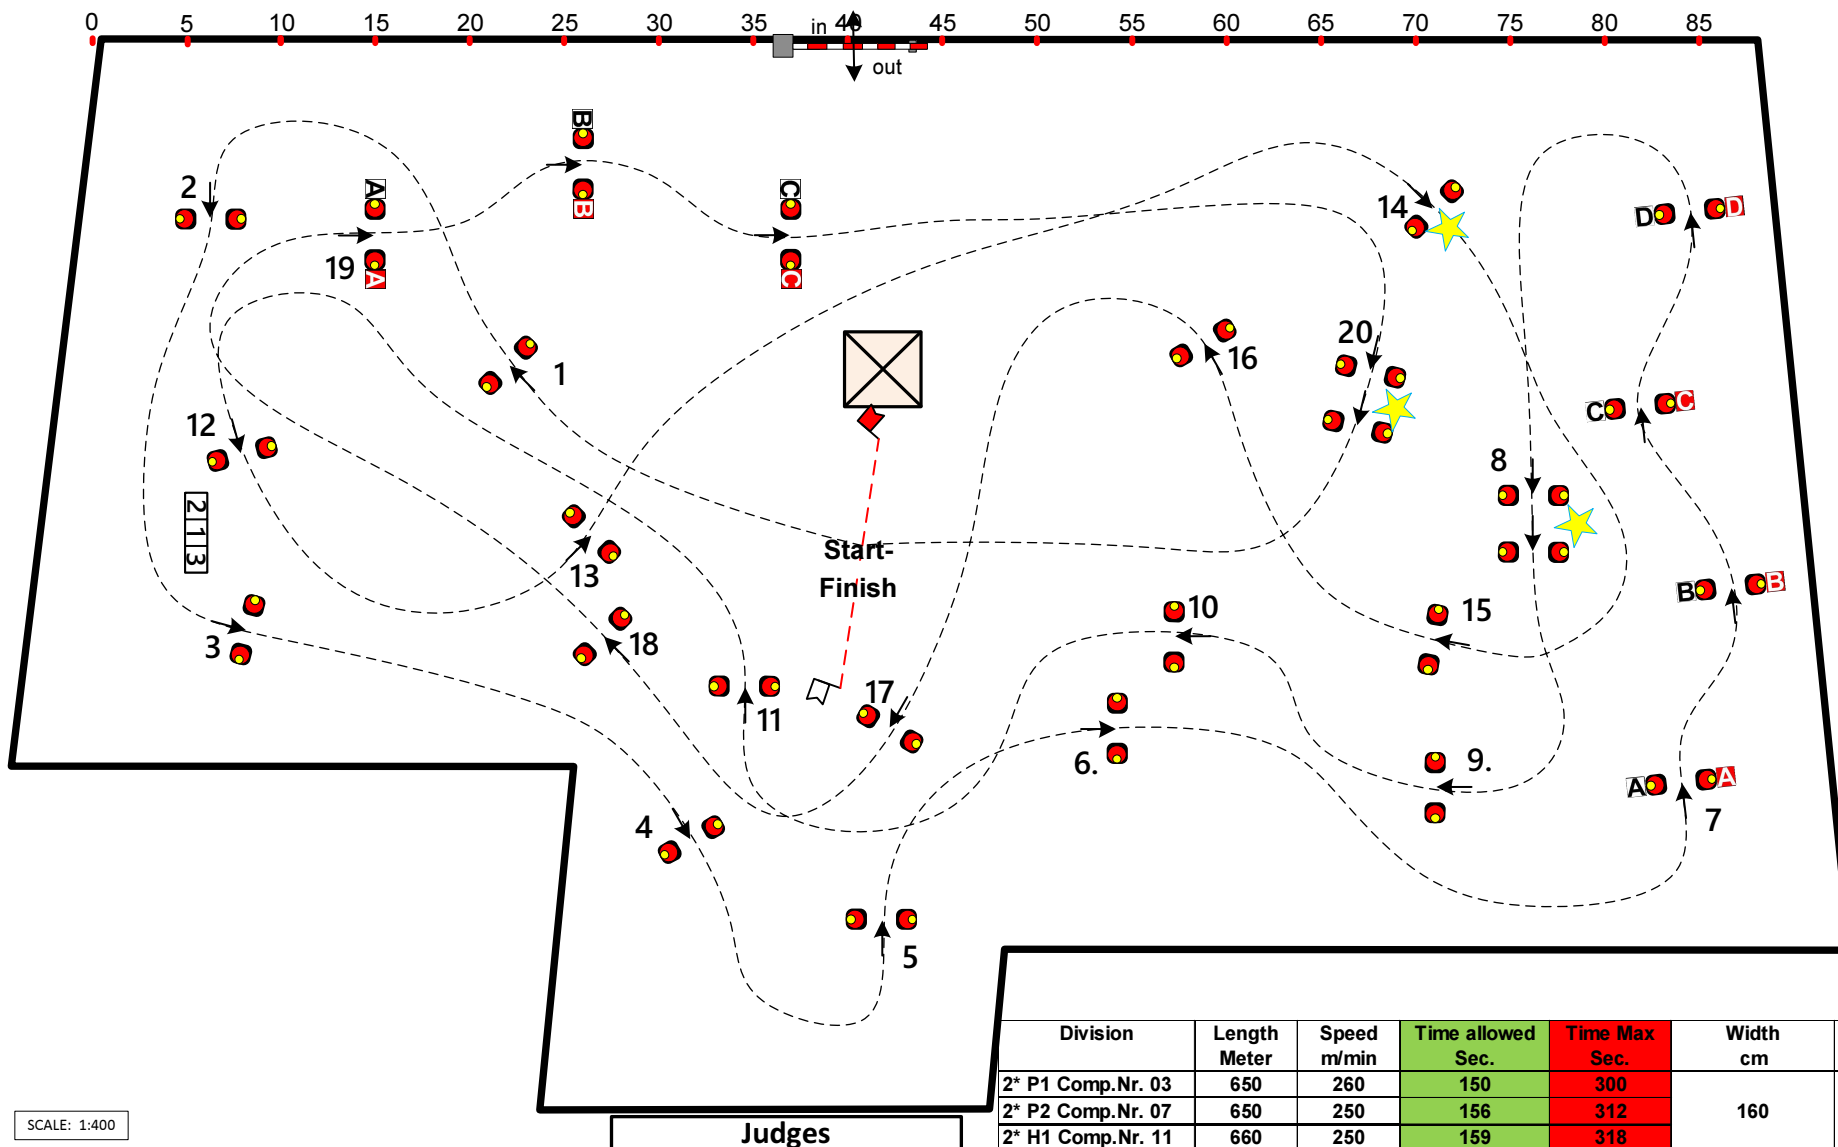 0 5 10 15 20 25 30 35 40 45 50 55 60 65 70 75 80 85
in
out
B
2
A
C
14
D D
B
19
A
C
20
16
1
C C
12
8
2 1 3
Start-
Finish
13
B B
10
15
3
18
17
11
6.
9.
A A
7
4
5
Division Length Speed Time allowed Time Max Width
Meter m/min Sec. Sec. cm
2* P1 Comp.Nr. 03 650 260 150 300
2* P2 Comp.Nr. 07 650 250 156 312 160
2* H1 Comp.Nr. 11 660 250 159 318
SCALE: 1:400
Judges